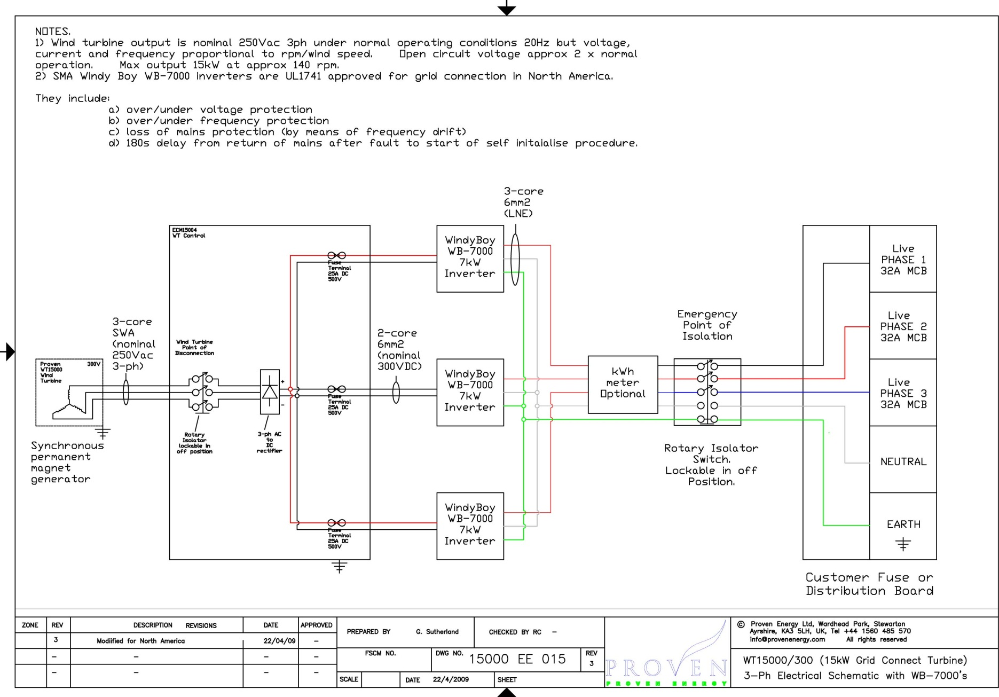 NOTES.
1) Wind turbine output is nominal 250Vac 3ph under normal operating conditions 20Hz but voltage,
current and frequency proportional to rpm/wind speed. Open circuit voltage approx 2 x normal
operation. Max output 15kW at approx 140 rpm.
2) SMA Windy Boy WB-7000 inverters are UL1741 approved for grid connection in North America.
They include:
a) over/under voltage protection
b) over/under frequency protection
c) loss of mains protection (by means of frequency drift)
d) 180s delay from return of mains after fault to start of self initaialise procedure.
3-core
6mm2
(LNE)
ECM15004
WT Control
Fuse
Terminal
25A DC
500V
WindyBoy
WB-7000
7kW
Inverter
Live
PHASE 1
32A MCB
3-core
SWA
(nominal
250Vac
3-ph)
Wind Turbine
Point of
Disconnection
2-core
6mm2
(nominal
300VDC)
Emergency
Point of
Isolation
Live
PHASE 2
32A MCB
Proven 300V
WT15000
Wind
Turbine
+
-
Fuse
Terminal
25A DC
500V
WindyBoy
WB-7000
7kW
Inverter
kWh
meter
Optional
Live
PHASE 3
32A MCB
Synchronous
permanent
magnet
generator
Rotary
Isolator
lockable in
off position
3-ph AC
to
DC
rectifier
Rotary Isolator
Switch.
Lockable in off
Position.
NEUTRAL
Fuse
Terminal
25A DC
500V
WindyBoy
WB-7000
7kW
Inverter
EARTH
Customer Fuse or
Distribution Board
ZONE REV DESCRIPTION REVISIONS DATE APPROVED
3 Modiified for North America 22/04/09 -
- - - -
- - - -
PREPARED BY G. Sutherland CHECKED BY RC -
FSCM NO. DWG NO. 15000 EE 015 REV 3
SCALE DATE 22/4/2009 SHEET
PROVEN
PROVEN ENERGY
© Proven Energy Ltd, Wardhead Park, Stewarton
Ayrshire, KA3 5LH, UK, Tel +44 1560 485 570
info@provenenergy.com All rights reserved
WT15000/300 (15kW Grid Connect Turbine)
3-Ph Electrical Schematic with WB-7000's